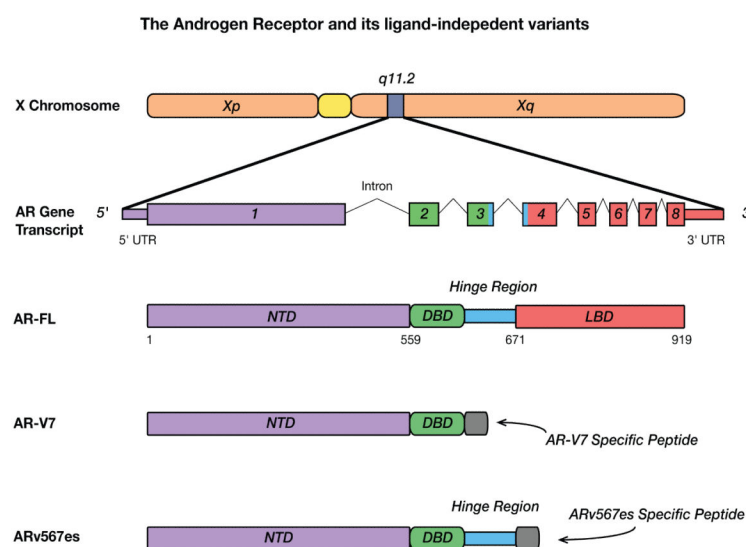 The Androgen Receptor and its ligand-indepedent variants
q11.2
X Chromosome
Xp
Xq
Intron
AR Gene
Transcript
5'
1
2
3
4
5
6
7
8
3
5' UTR
3' UTR
Hinge Region
AR-FL
NTD
DBD
LBD
1
559
671
919
AR-V7
NTD
DBD
AR-V7 Specific Peptide
Hinge Region
ARv567es Specific Peptide
ARv567es
NTD
DBD